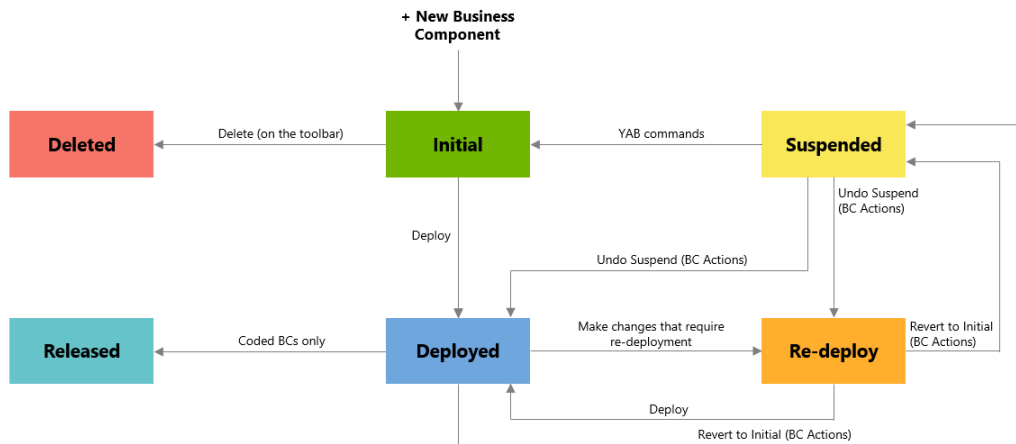 + New Business
Component
Deleted
Delete (on the toolbar)
Initial
YAB commands
Suspended
Undo Suspend
(BC Actions)
Deploy
Undo Suspend (BC Actions)
Released
Coded BCs only
Deployed
Make changes that require
re-deployment
Re-deploy
Revert to Initial
(BC Actions)
Deploy
Revert to Initial (BC Actions)